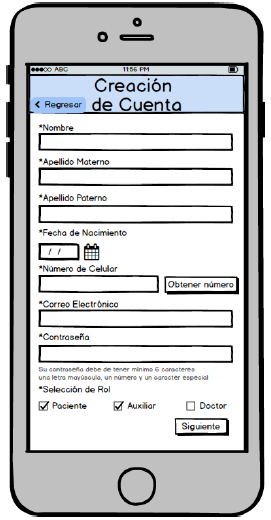 ABC 11:56 PM
Creación
< Regresar de Cuenta
*Nombre
*Apellido Materno
*Apellido Paterno
*Fecha de Nacimiento
/ /
*Número de Celular
Obtener número
*Correo Electrónico
*Contraseña
Su contraseña debe de tener mínimo 6 caracteres
una letra mayúscula, un número y un caracter especial
*Selección de Rol
Paciente Auxiliar Doctor
Siguiente